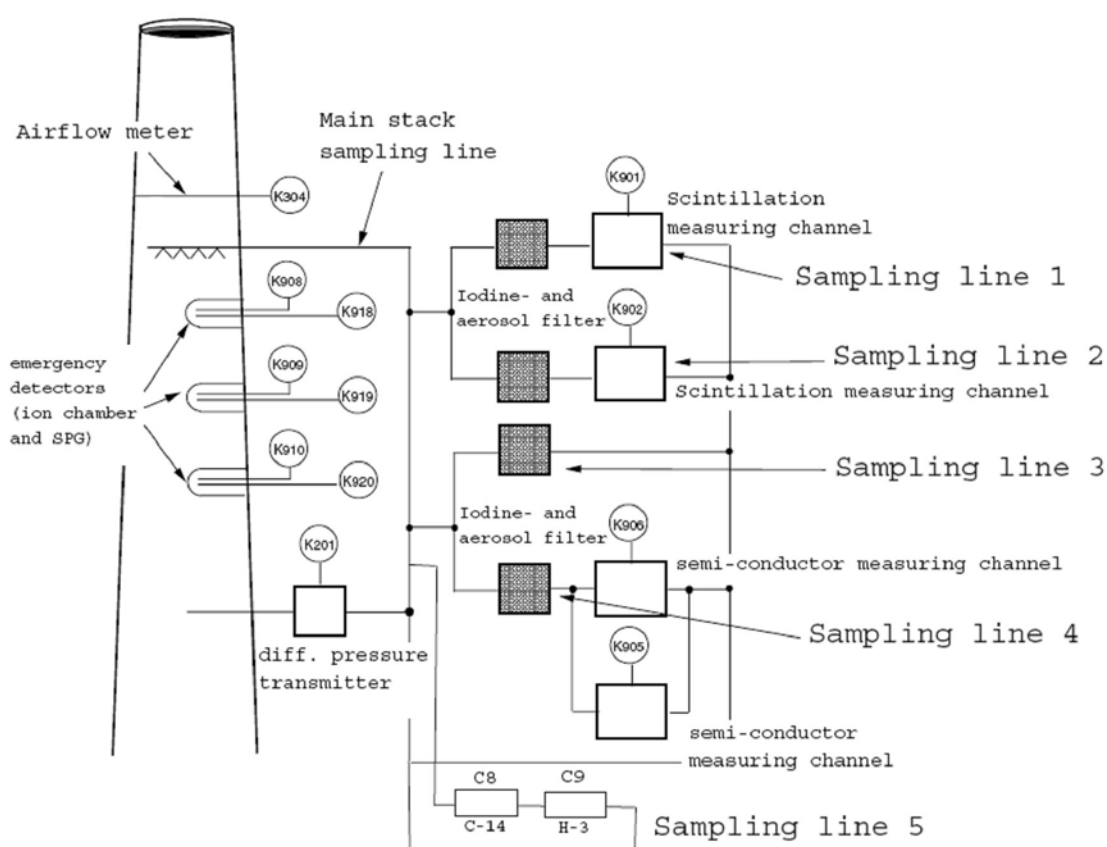 Airflow meter
Main stack
sampling line
K304
K901
Scintillation
measuring channel
Sampling line 1
K908
K918
Iodine- and
aerosol filter
K902
Sampling line 2
Scintillation measuring channel
emergency
detectors
(ion chamber
and SPG)
K909
K919
K910
K920
Sampling line 3
Iodine- and
aerosol filter
K906
semi-conductor measuring channel
K201
diff. pressure
transmitter
Sampling line 4
K905
semi-conductor
measuring channel
C8
C9
C-14
H-3
Sampling line 5